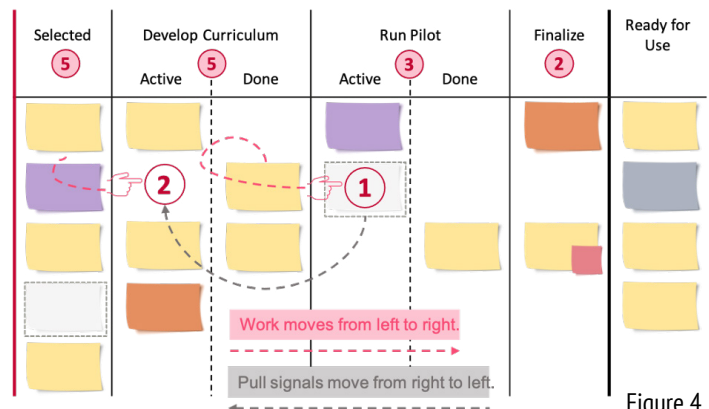 Selected
Develop Curriculum
Run Pilot
Finalize
Ready for
Use
5
5
3
2
Active
Done
Active
Done
2
1
Work moves from left to right.
Pull signals move from right to left.
Figure 4